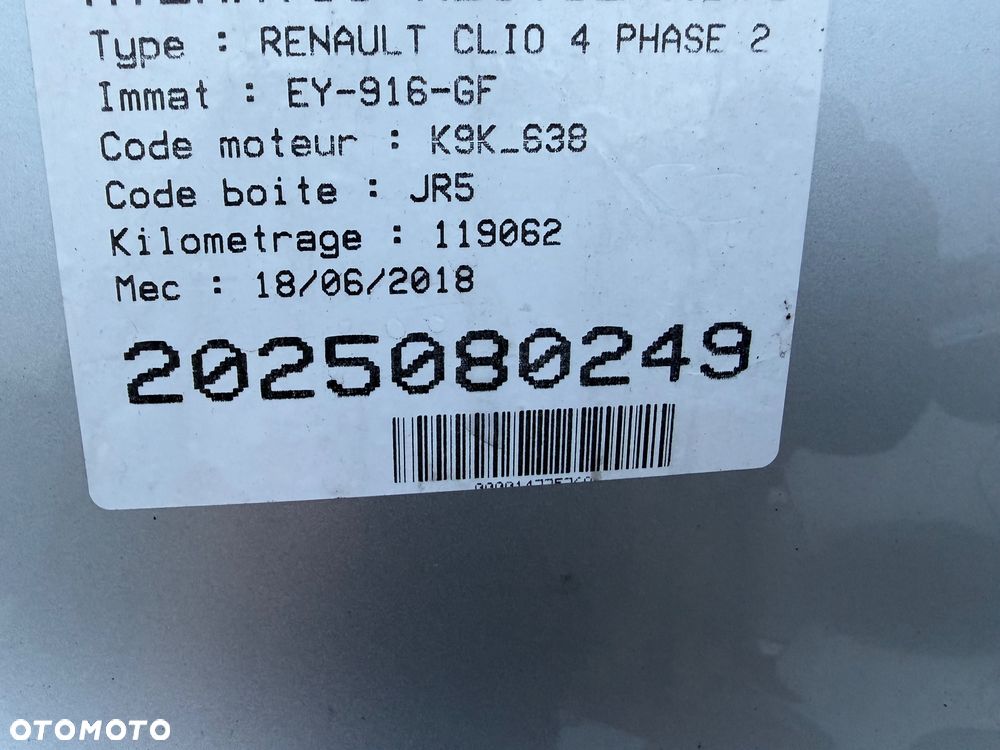 Type : RENAULT CLIO 4 PHASE 2
Immat : EY-916-GF
Code moteur : K9K_638
Code boite : JR5
Kilometrage : 119062
Mec : 18/06/2018
2025080249
OTOMOTO